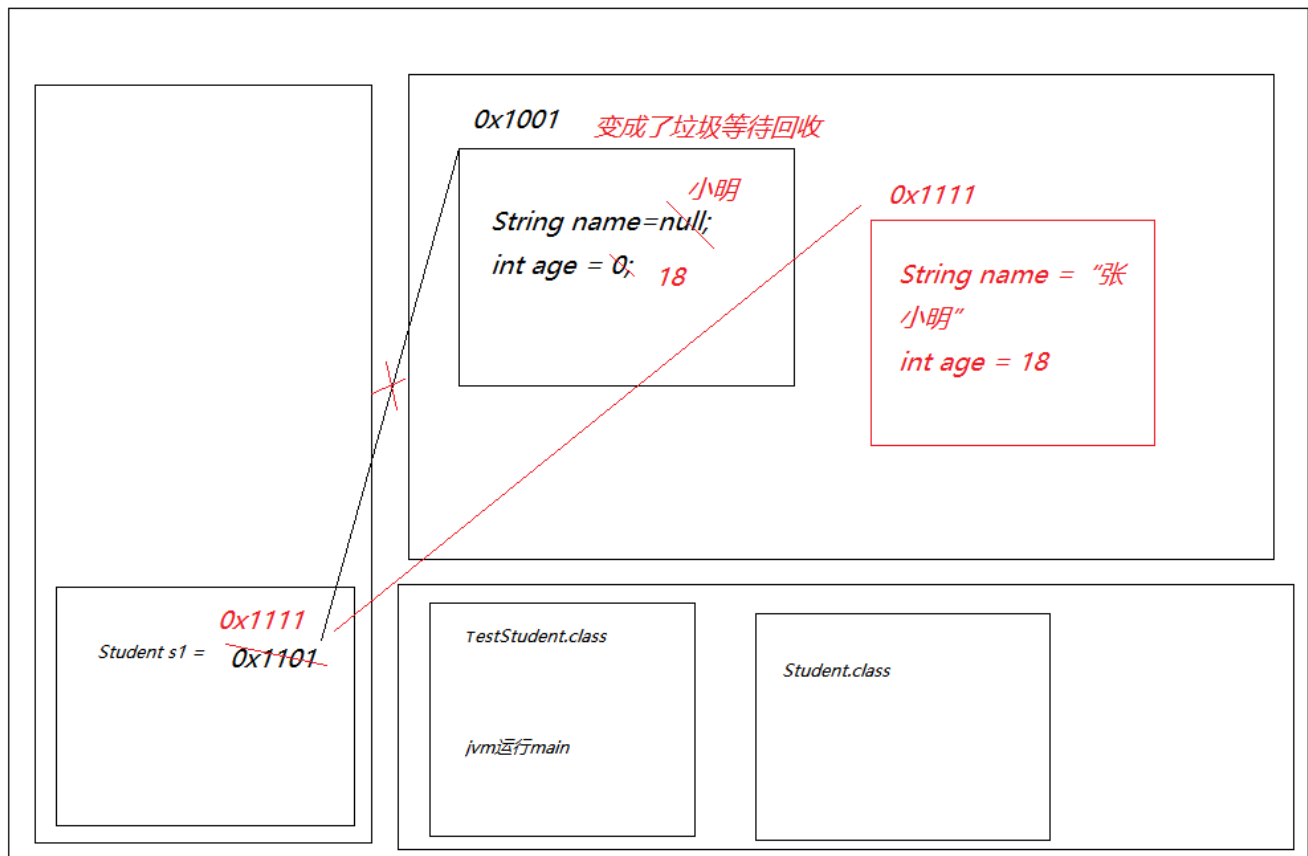 0x1001
变成了垃圾等待回收
小明
String name=null;
int age = 0;
18
0x1111
String name = “张
小明”
int age = 18
0x1111
Student s1 =
0x1101
TestStudent.class
jvm运行main
Student.class